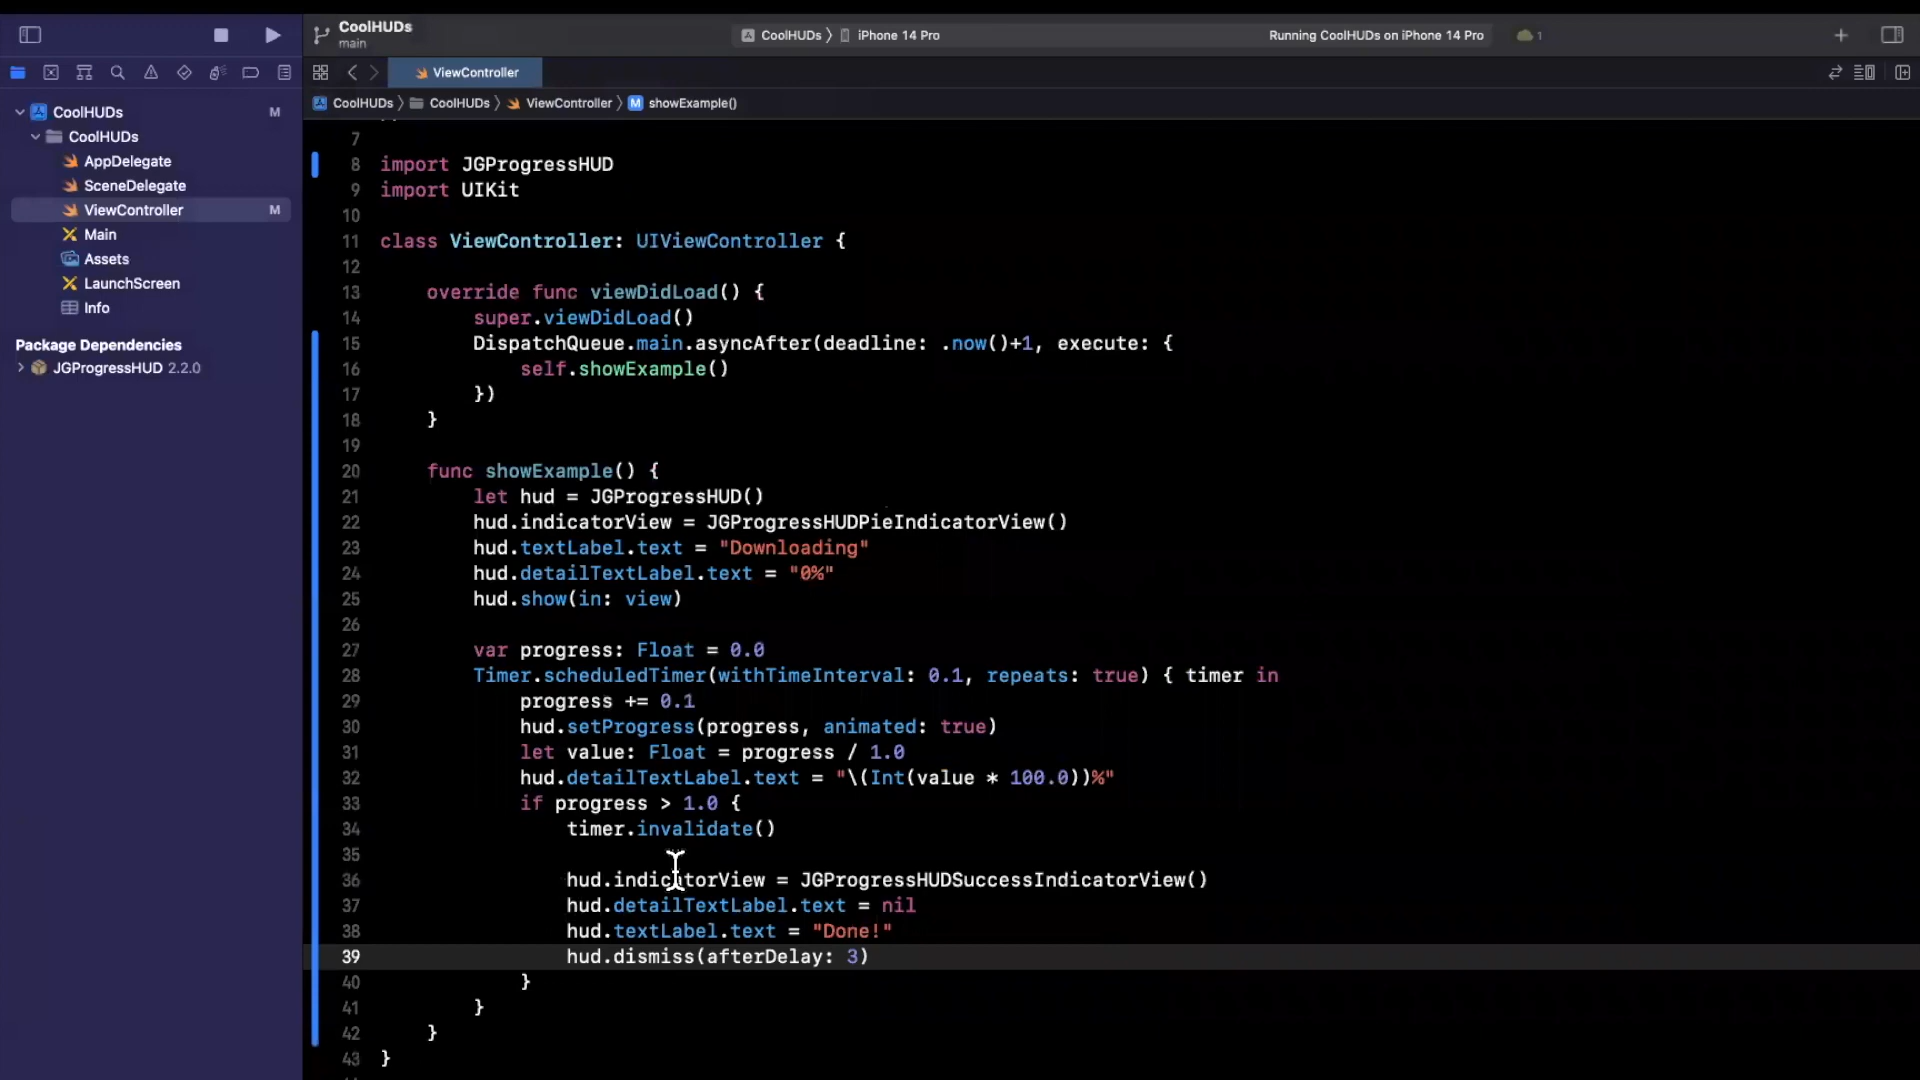 CoolHUDs
main
CoolHUDs 〉 iPhone 14 Pro
Running CoolHUDs on iPhone 14 Pro
1
ViewController
CoolHUDs 〉 CoolHUDs 〉 ViewController 〉 M showExample()
CoolHUDs M
CoolHUDs
AppDelegate
SceneDelegate
ViewController M
Main
Assets
LaunchScreen
Info
Package Dependencies
JGProgressHUD 2.2.0
7
8 import JGProgressHUD
9 import UIKit
10
11 class ViewController: UIViewController {
12
13     override func viewDidLoad() {
14         super.viewDidLoad()
15         DispatchQueue.main.asyncAfter(deadline: .now()+1, execute: {
16             self.showExample()
17         })
18     }
19
20     func showExample() {
21         let hud = JGProgressHUD()
22         hud.indicatorView = JGProgressHUDPieIndicatorView()
23         hud.textLabel.text = "Downloading"
24         hud.detailTextLabel.text = "0%"
25         hud.show(in: view)
26
27         var progress: Float = 0.0
28         Timer.scheduledTimer(withTimeInterval: 0.1, repeats: true) { timer in
29             progress += 0.1
30             hud.setProgress(progress, animated: true)
31             let value: Float = progress / 1.0
32             hud.detailTextLabel.text = "\(Int(value * 100.0))%"
33             if progress > 1.0 {
34                 timer.invalidate()
35
36                 hud.indicatorView = JGProgressHUDSuccessIndicatorView()
37                 hud.detailTextLabel.text = nil
38                 hud.textLabel.text = "Done!"
39                 hud.dismiss(afterDelay: 3)
40             }
41         }
42     }
43 }